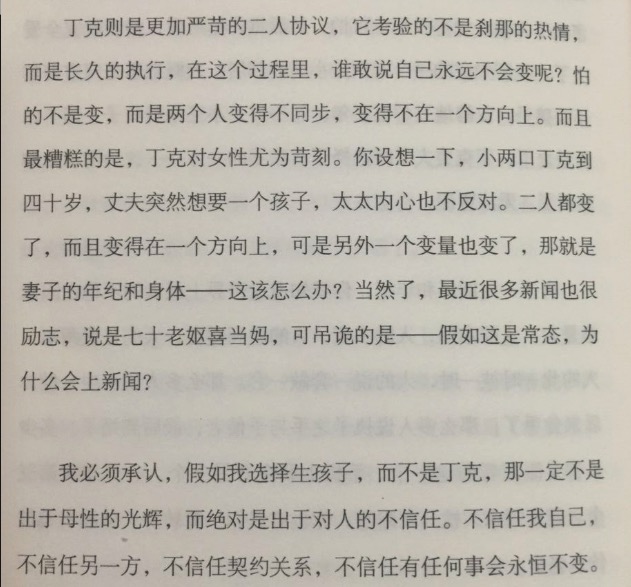 丁克则是更加严苛的二人协议，它考验的不是刹那的热情，
而是长久的执行，在这个过程里，谁敢说自己永远不会变呢？怕
的不是变，而是两个人变得不同步，变得不在一个方向上。而且
最糟糕的是，丁克对女性尤为苛刻。你设想一下，小两口丁克到
四十岁，丈夫突然想要一个孩子，太太内心也不反对。二人都变
了，而且变得在一个方向上，可是另外一个变量也变了，那就是
妻子的年纪和身体——这该怎么办？当然了，最近很多新闻也很
励志，说是七十老妪喜当妈，可吊诡的是——假如这是常态，为
什么会上新闻？
我必须承认，假如我选择生孩子，而不是丁克，那一定不是
出于母性的光辉，而绝对是出于对人的不信任。不信任我自己，
不信任另一方，不信任契约关系，不信任有任何事会永恒不变。